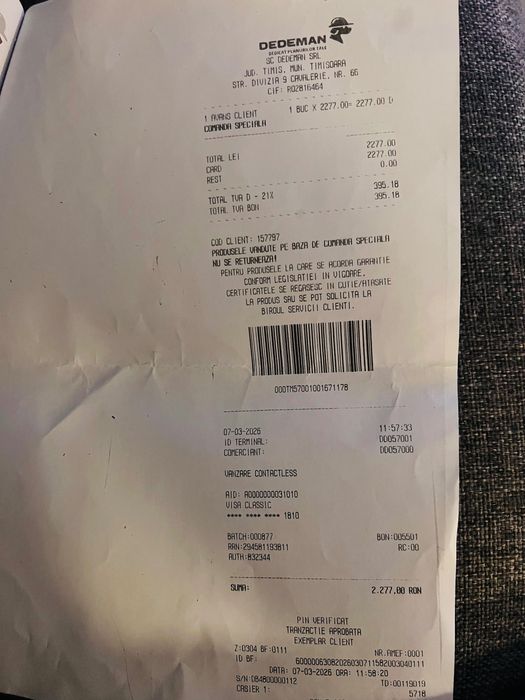 DEDEMAN
DEDICAT PLANURILOR TALE
SC DEDEMAN SRL
JUD. TIMIS, MUN. TIMISOARA
STR. DIVIZIA 9 CAVALERIE, NR. 66
CIF: RO2816464
1 BUC X 2277.00= 2277.00 D
1 AVANS CLIENT
COMANDA SPECIALA
TOTAL LEI 2277.00
CARD 2277.00
REST 0.00
TOTAL TVA D - 21% 395.18
TOTAL TVA BON 395.18
COD CLIENT: 157797
PRODUSELE VANDUTE PE BAZA DE COMANDA SPECIALA
NU SE RETURNEAZA!
PENTRU PRODUSELE LA CARE SE ACORDA GARANTIE
CONFORM LEGISLATIEI IN VIGOARE,
CERTIFICATELE SE REGASESC IN CUTIE/ATASATE
LA PRODUS SAU SE POT SOLICITA LA
BIROUL SERVICII CLIENTI.
000TM57001001671178
07-03-2026 11:57:33
ID TERMINAL: DD057001
COMERCIANT: DD057000
VANZARE CONTACTLESS
AID: A0000000031010
VISA CLASSIC
**** **** **** 1810
BATCH:000877 BON:005501
RRN:294581193811 RC:00
AUTH:832344
SUMA: 2.277,00 RON
PIN VERIFICAT
TRANZACTIE APROBATA
EXEMPLAR CLIENT
Z:0304 BF:0111 NR.AMEF:0001
ID BF: 60000063082026030711582003040111
DATA: 07-03-2026 ORA: 11:58:20
S/N:DB4800000112 TD:00119019
CASIER 1: 5718